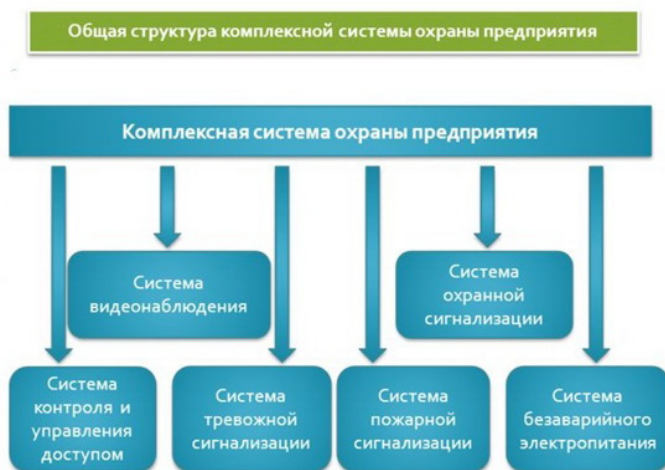 Общая структура комплексной системы охраны предприятия
Комплексная система охраны предприятия
Система
видеонаблюдения
Система
охранной
сигнализации
Система
контроля и
управления
доступом
Система
тревожной
сигнализации
Система
пожарной
сигнализации
Система
безаварийного
электропитания